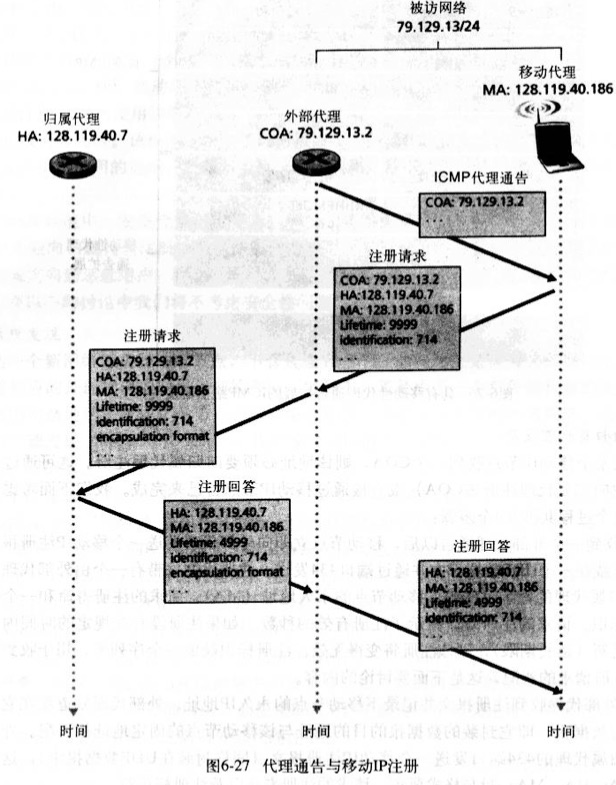 被访网络
79.129.13/24
移动代理
MA: 128.119.40.186
归属代理
HA: 128.119.40.7
外部代理
COA: 79.129.13.2
ICMP代理通告
COA: 79.129.13.2
. . .
注册请求
COA: 79.129.13.2
HA:128.119.40.7
MA: 128.119.40.186
Lifetime: 9999
identification: 714
注册请求
COA: 79.129.13.2
HA:128.119.40.7
MA: 128.119.40.186
Lifetime: 9999
identification: 714
encapsulation format
注册回答
HA: 128.119.40.7
MA: 128.119.40.186
Lifetime: 4999
identification: 714
encapsulation format
注册回答
HA: 128.119.40.7
MA: 128.119.40.186
Lifetime: 4999
identification: 714
时间
时间
时间
图6-27 代理通告与移动IP注册